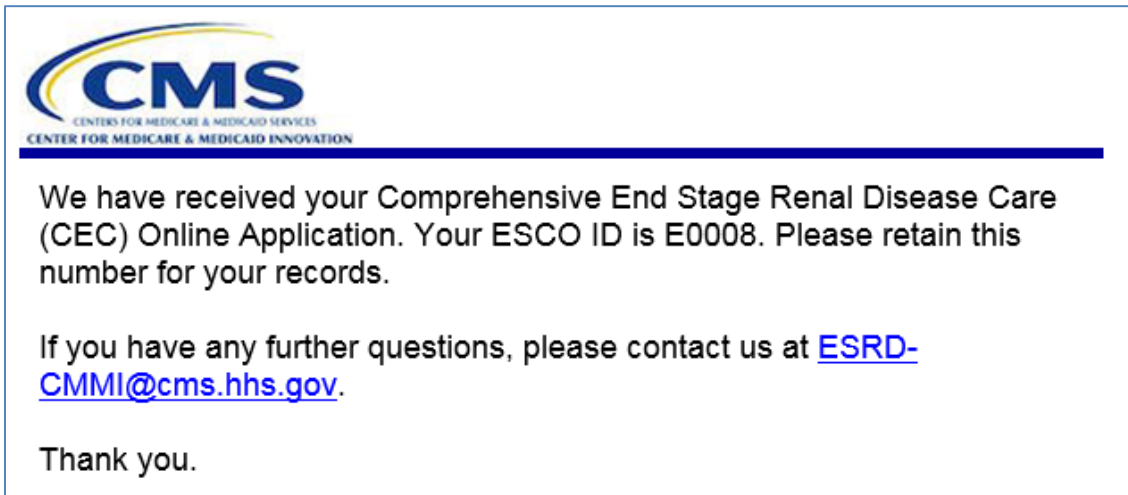 CMS
CENTERS FOR MEDICARE & MEDICAID SERVICES
CENTER FOR MEDICARE & MEDICAID INNOVATION
We have received your Comprehensive End Stage Renal Disease Care
(CEC) Online Application. Your ESCO ID is E0008. Please retain this
number for your records.
If you have any further questions, please contact us at ESRD-
CMMI@cms.hhs.gov.
Thank you.